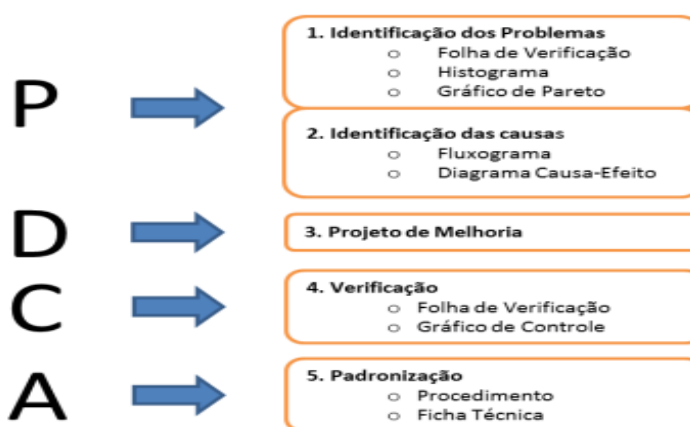 P
1. Identificação dos Problemas
o Folha de Verificação
o Histograma
o Gráfico de Pareto
2. Identificação das causas
o Fluxograma
o Diagrama Causa-Efeito
D
3. Projeto de Melhoria
C
4. Verificação
o Folha de Verificação
o Gráfico de Controle
A
5. Padronização
o Procedimento
o Ficha Técnica